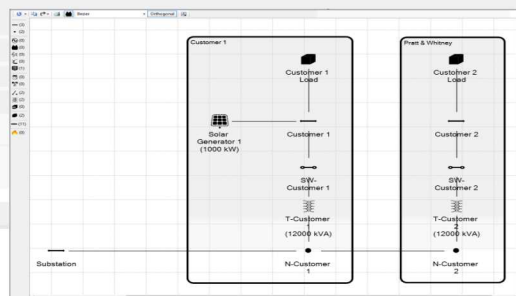 Bezier
Orthogonal
Customer 1
Pratt & Whitney
Customer 1
Load
Customer 2
Load
Solar
Generator 1
(1000 kW)
Customer 1
Customer 2
SW-
Customer 1
SW-
Customer 2
T-Customer
1
(12000 kVA)
T-Customer
2
(12000 kVA)
Substation
N-Customer
1
N-Customer
2